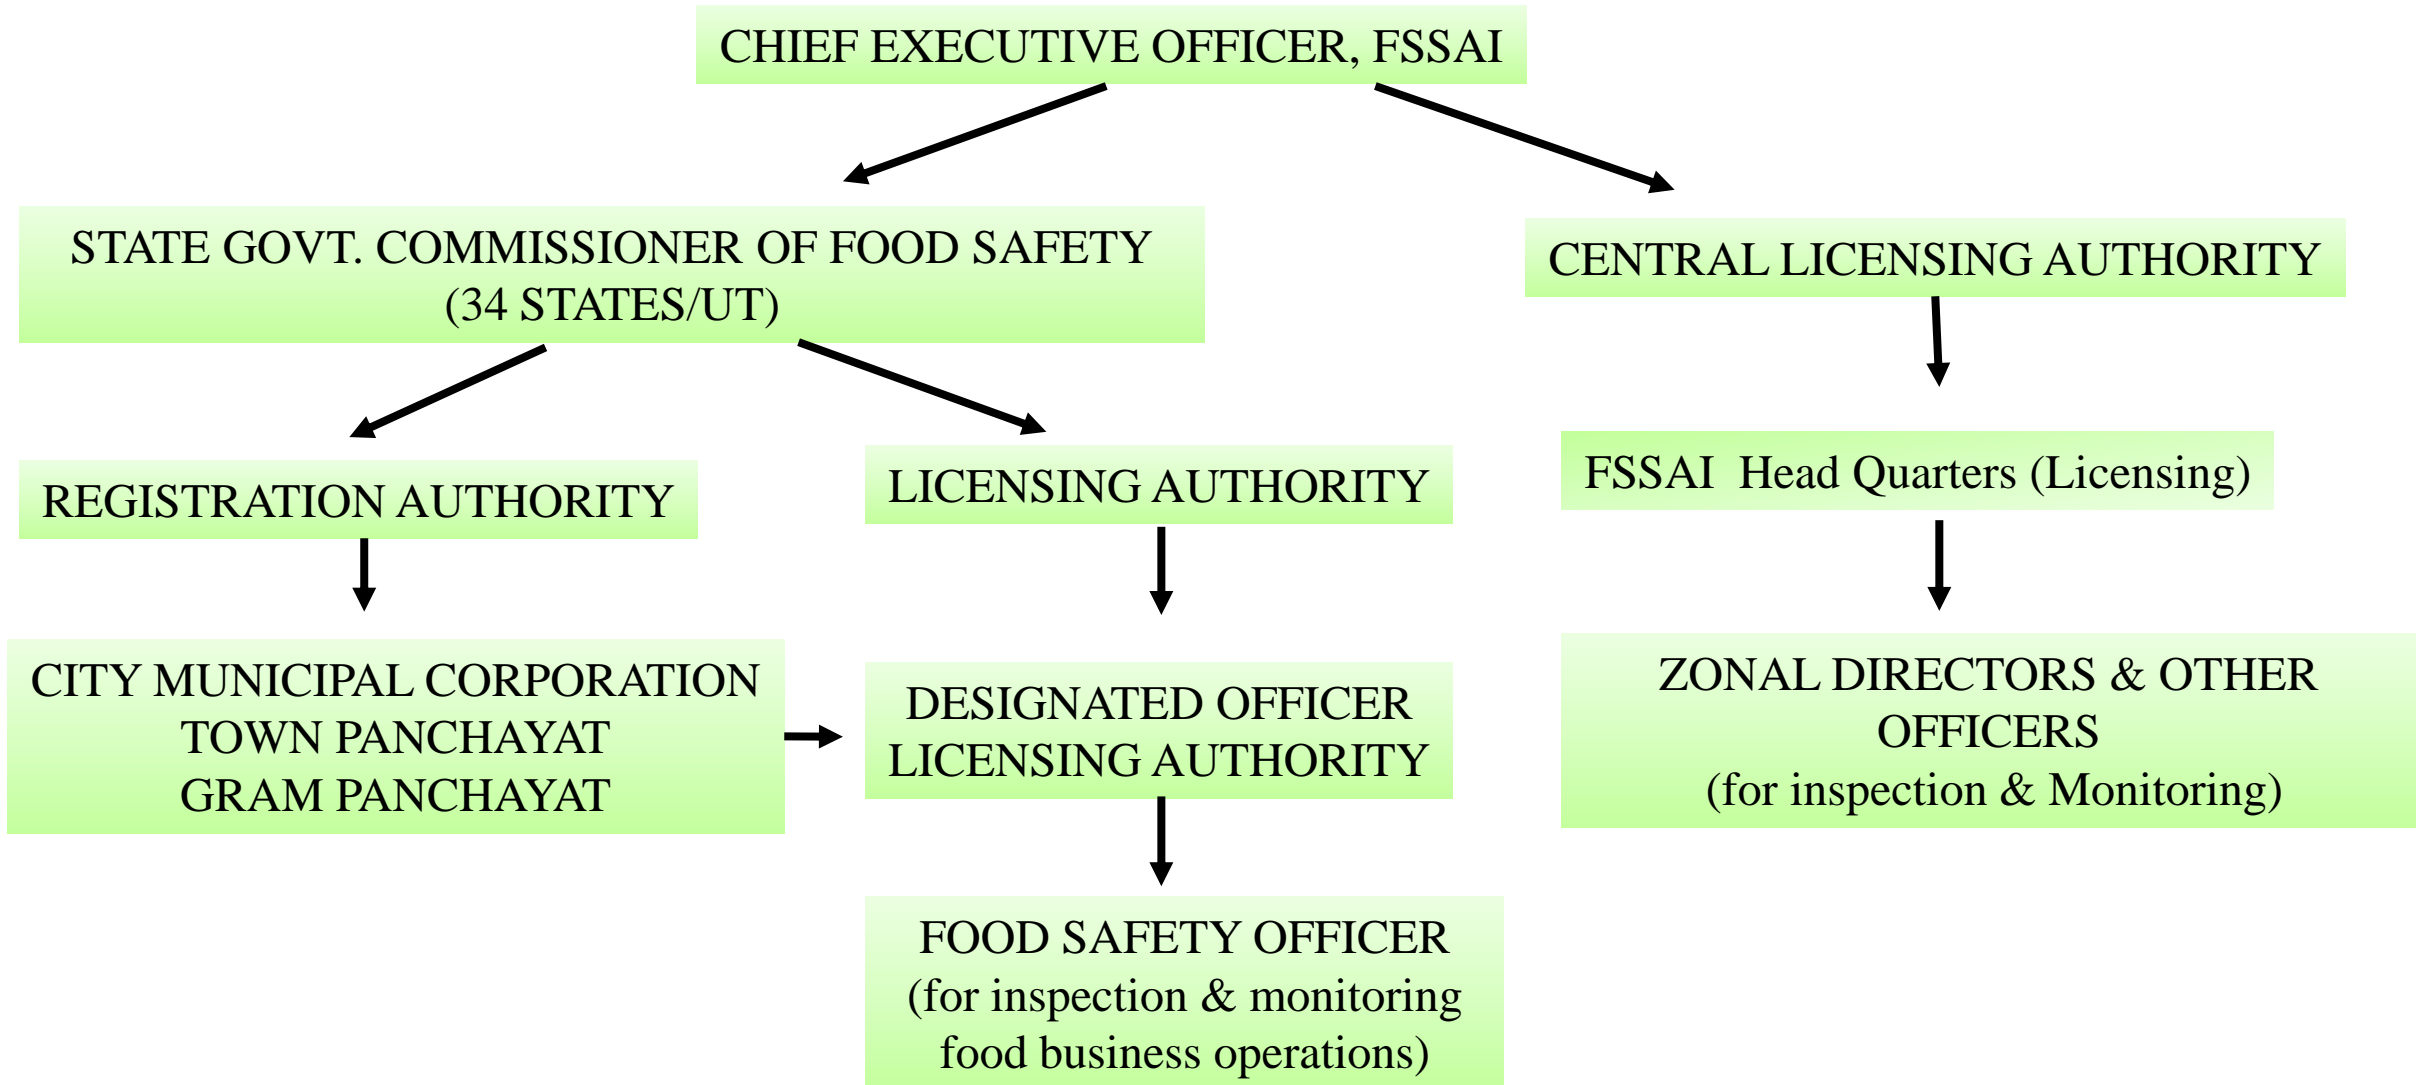 CHIEF EXECUTIVE OFFICER, FSSAI
STATE GOVT. COMMISSIONER OF FOOD SAFETY
(34 STATES/UT)
CENTRAL LICENSING AUTHORITY
REGISTRATION AUTHORITY
LICENSING AUTHORITY
FSSAI Head Quarters (Licensing)
CITY MUNICIPAL CORPORATION
TOWN PANCHAYAT
GRAM PANCHAYAT
DESIGNATED OFFICER
LICENSING AUTHORITY
ZONAL DIRECTORS & OTHER
OFFICERS
(for inspection & Monitoring)
FOOD SAFETY OFFICER
(for inspection & monitoring
food business operations)